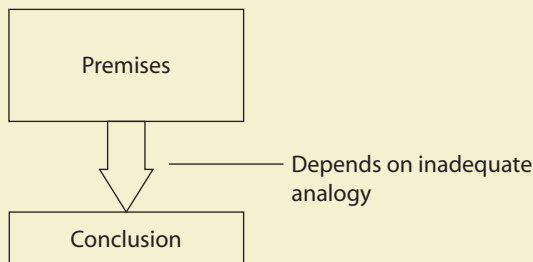 Premises
Depends on inadequate
analogy
Conclusion